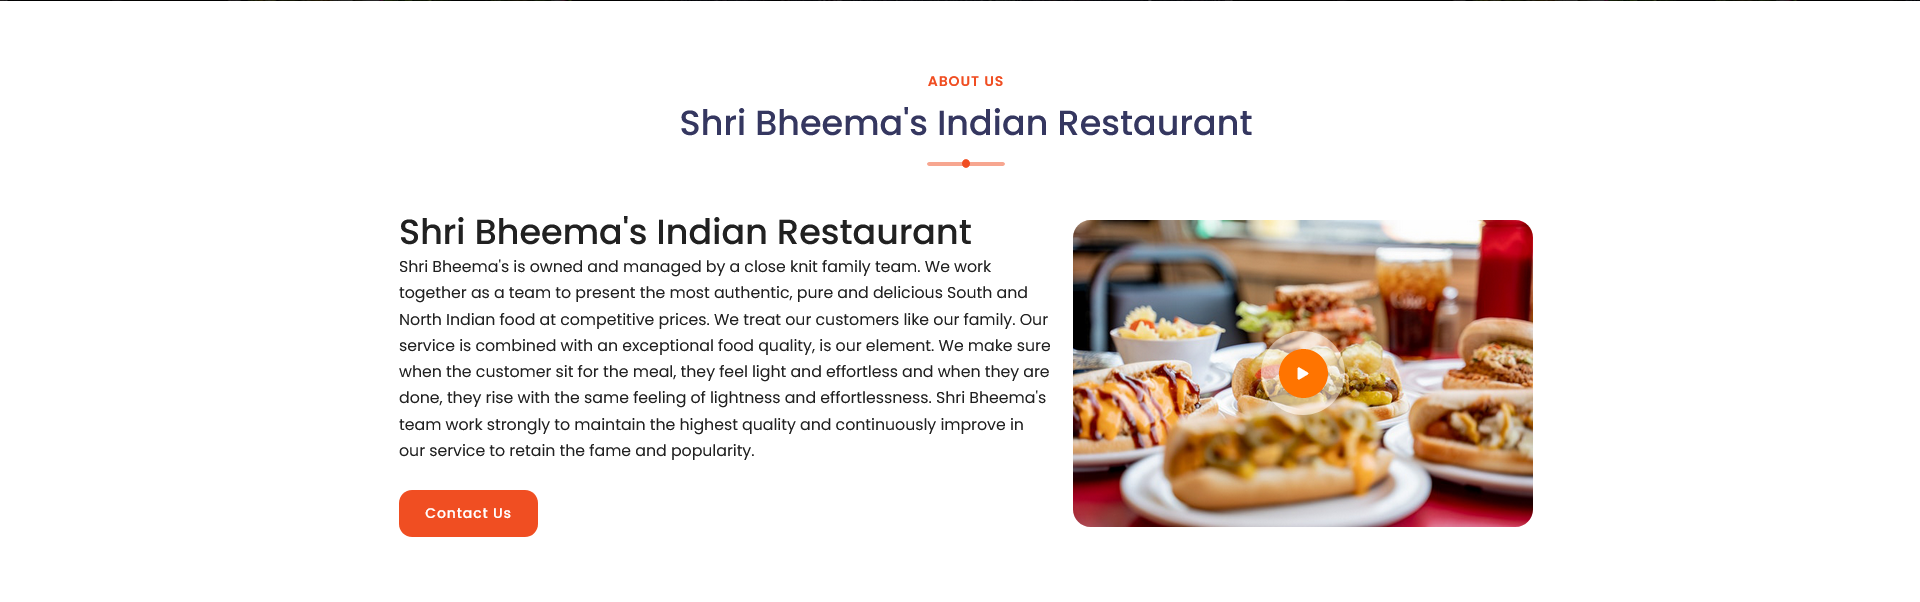 ABOUT US
Shri Bheema's Indian Restaurant
Shri Bheema's Indian Restaurant
Shri Bheema's is owned and managed by a close knit family team. We work
together as a team to present the most authentic, pure and delicious South and
North Indian food at competitive prices. We treat our customers like our family. Our
service is combined with an exceptional food quality, is our element. We make sure
when the customer sit for the meal, they feel light and effortless and when they are
done, they rise with the same feeling of lightness and effortlessness. Shri Bheema's
team work strongly to maintain the highest quality and continuously improve in
our service to retain the fame and popularity.
Contact Us